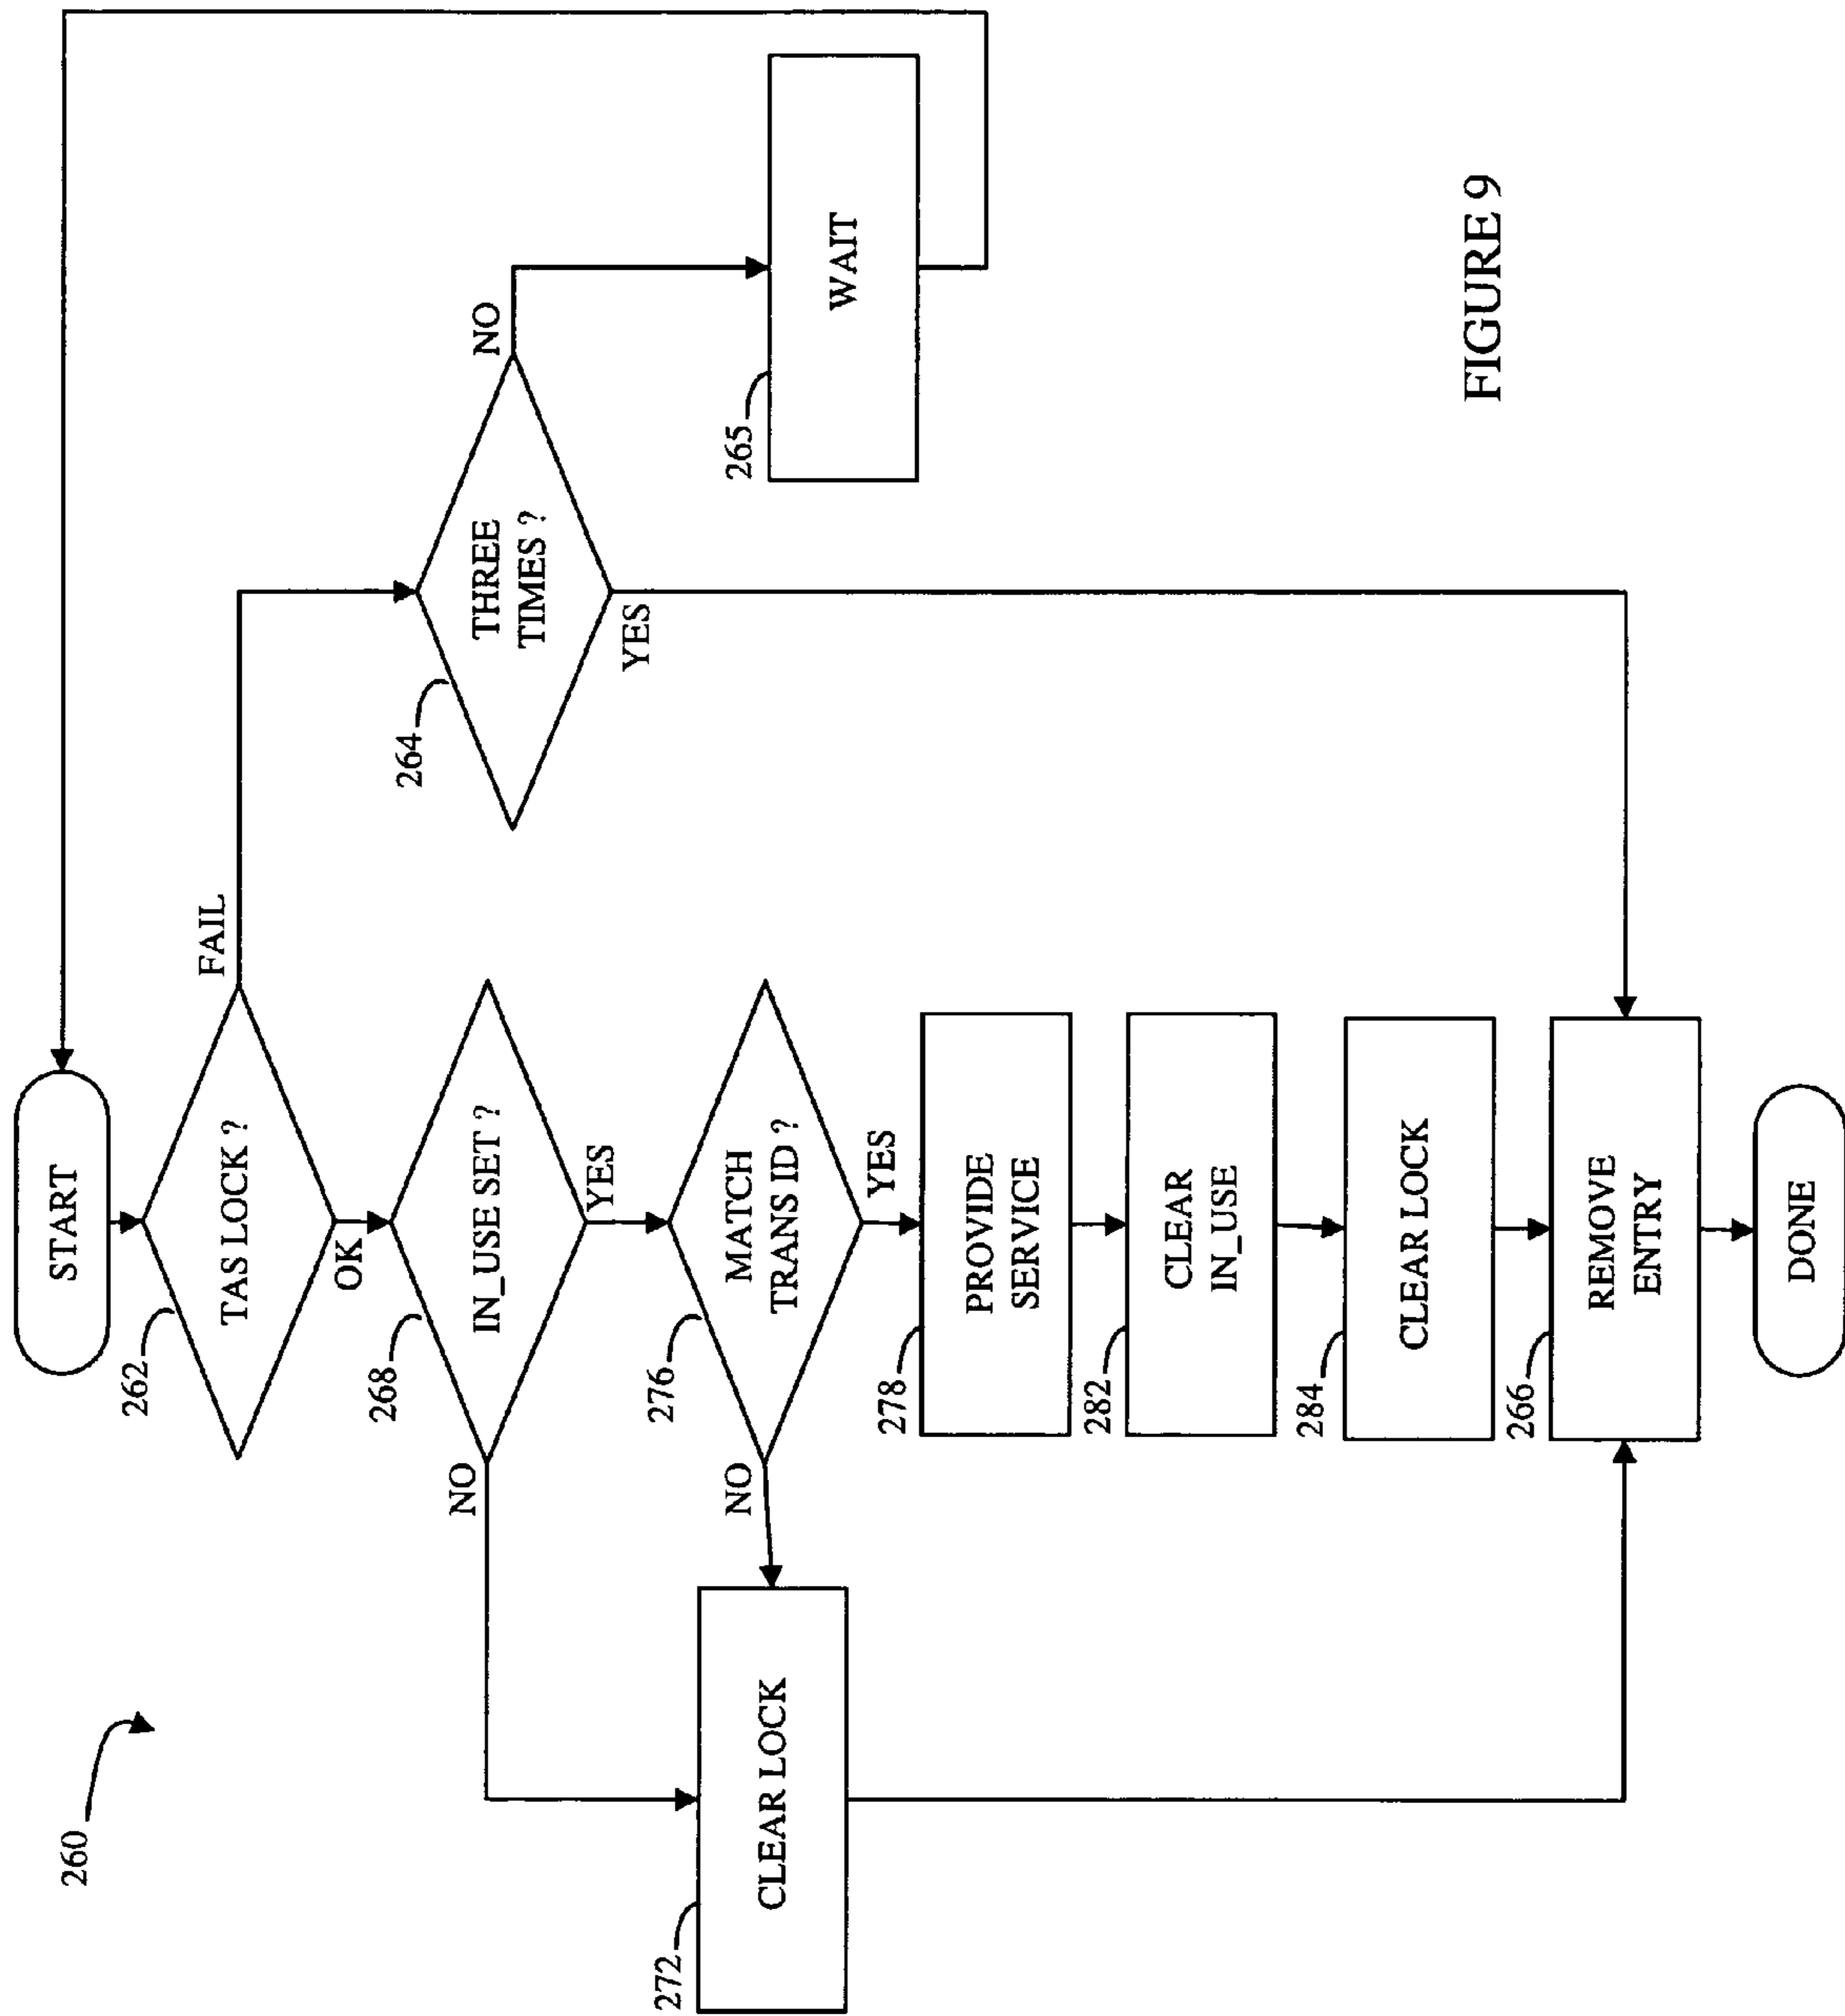 260
START
262
TAS LOCK ?
FAIL
OK
264
THREE
TIMES ?
NO
YES
265
WAIT
268
IN_USE SET ?
NO
YES
276
MATCH
TRANS ID ?
NO
YES
272
CLEAR LOCK
278
PROVIDE
SERVICE
282
CLEAR
IN_USE
284
CLEAR LOCK
266
REMOVE
ENTRY
DONE
FIGURE 9